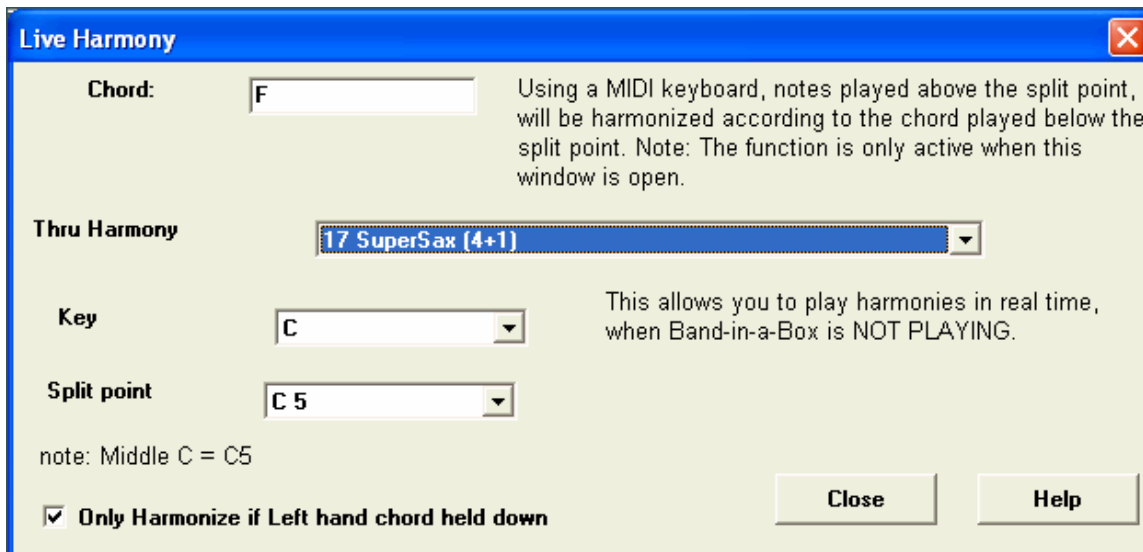 Live Harmony
Chord:
F
Using a MIDI keyboard, notes played above the split point,
will be harmonized according to the chord played below the
split point. Note: The function is only active when this
window is open.
Thru Harmony
17 SuperSax (4+1)
Key
C
This allows you to play harmonies in real time,
when Band-in-a-Box is NOT PLAYING.
Split point
C 5
note: Middle C = C5
Only Harmonize if Left hand chord held down
Close
Help